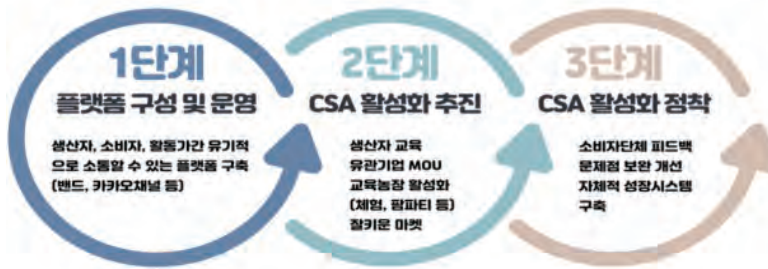 1단계
플랫폼 구성 및 운영
생산자, 소비자, 활동가간 유기적
으로 소통할 수 있는 플랫폼 구축
(밴드, 카카오채널 등)
2단계
CSA 활성화 추진
생산자 교육
유관기업 MOU
교육농장 활성화
(체험, 팜파티 등)
잘키운 마켓
3단계
CSA 활성화 정착
소비자단체 피드백
문제점 보완 개선
자체적 성장시스템
구축